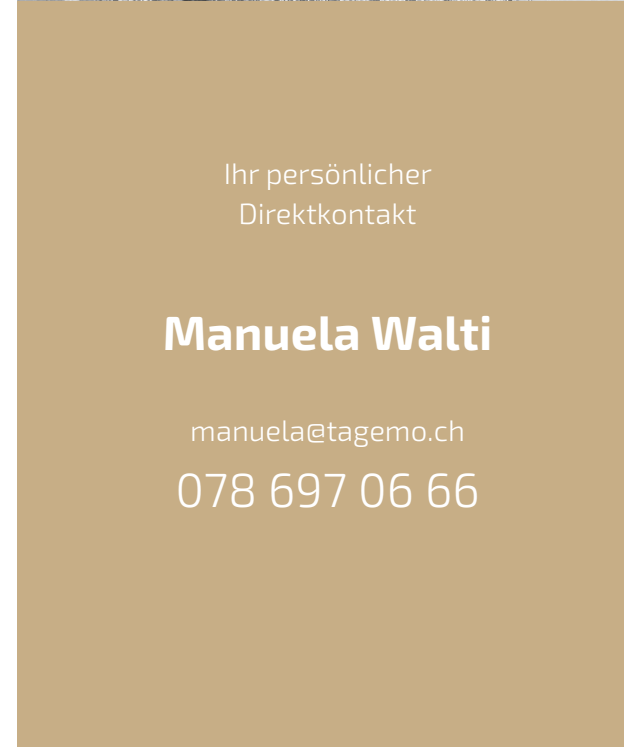 Ihr persönlicher
Direktkontakt
Manuela Walti
manuela@tagemo.ch
078 697 06 66